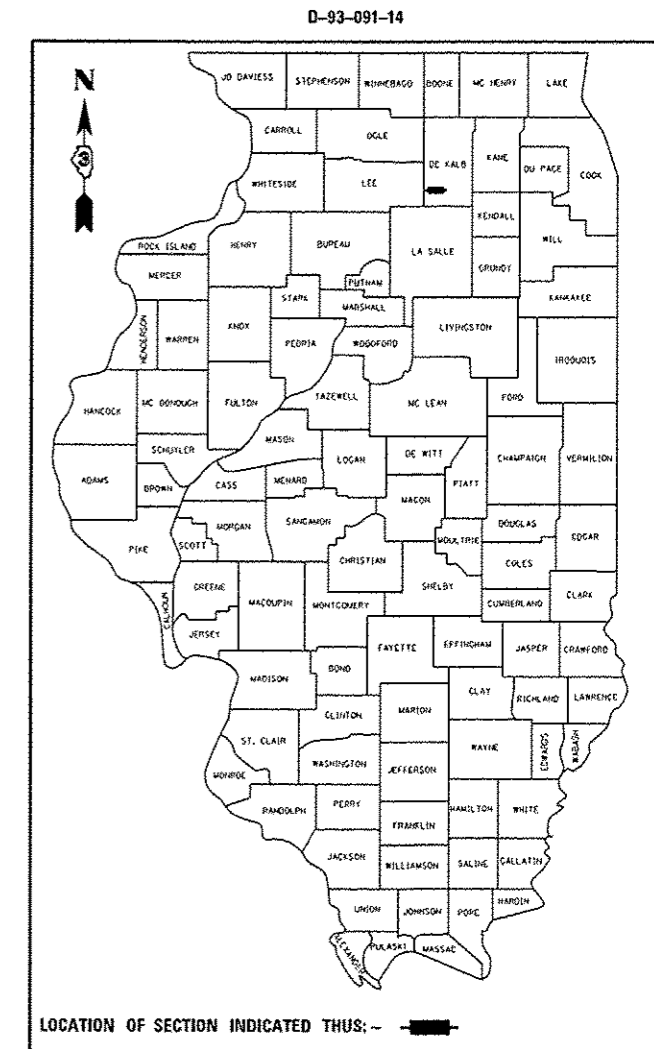 D-93-091-14
N
JO DAVIESS
STEPHENSON
WINNEBAGO
BOONE
MC HENRY
LAKE
CARROLL
OGLE
DE KALB
KANE
DU PAGE
COOK
WHITESIDE
LEE
KENDALL
WILL
ROCK ISLAND
HENRY
BUREAU
LA SALLE
GRUNDY
MERCER
PUTNAM
STARK
MARSHALL
KANKAKEE
HENDERSON
WARREN
KNOX
PEORIA
WOODFORD
LIVINGSTON
IROQUOIS
FORD
HANCOCK
MC DONOUGH
FULTON
TAZEWELL
MC LEAN
MASON
SCHUYLER
LOGAN
DE WITT
CHAMPAIGN
VERMILION
ADAMS
BROWN
CASS
MENARD
PIATT
MACON
MORGAN
SANGAMON
DOUGLAS
EDGAR
PIKE
SCOTT
CHRISTIAN
MOULTRIE
COLES
SHELBY
CALHOUN
GREENE
MACOUPIN
MONTGOMERY
CUMBERLAND
CLARK
JERSEY
FAYETTE
EFFINGHAM
JASPER
CRAWFORD
BOND
MADISON
CLAY
RICHLAND
LAWRENCE
CLINTON
MARION
ST. CLAIR
WAYNE
EDWARDS
WABASH
WASHINGTON
JEFFERSON
MONROE
RANDOLPH
PERRY
HAMILTON
WHITE
FRANKLIN
JACKSON
WILLIAMSON
SALINE
GALLATIN
UNION
JOHNSON
POPE
HARDIN
ALEXANDER
PULASKI
MASSAC
LOCATION OF SECTION INDICATED THUS: -